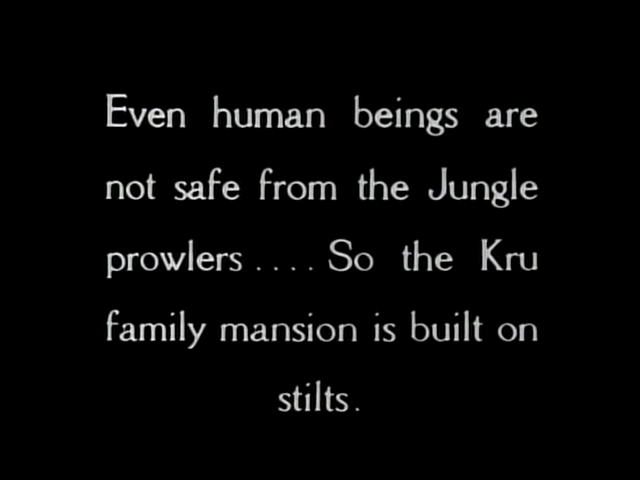 Even human beings are
not safe from the Jungle
prowlers .... So the Kru
family mansion is built on
stilts.